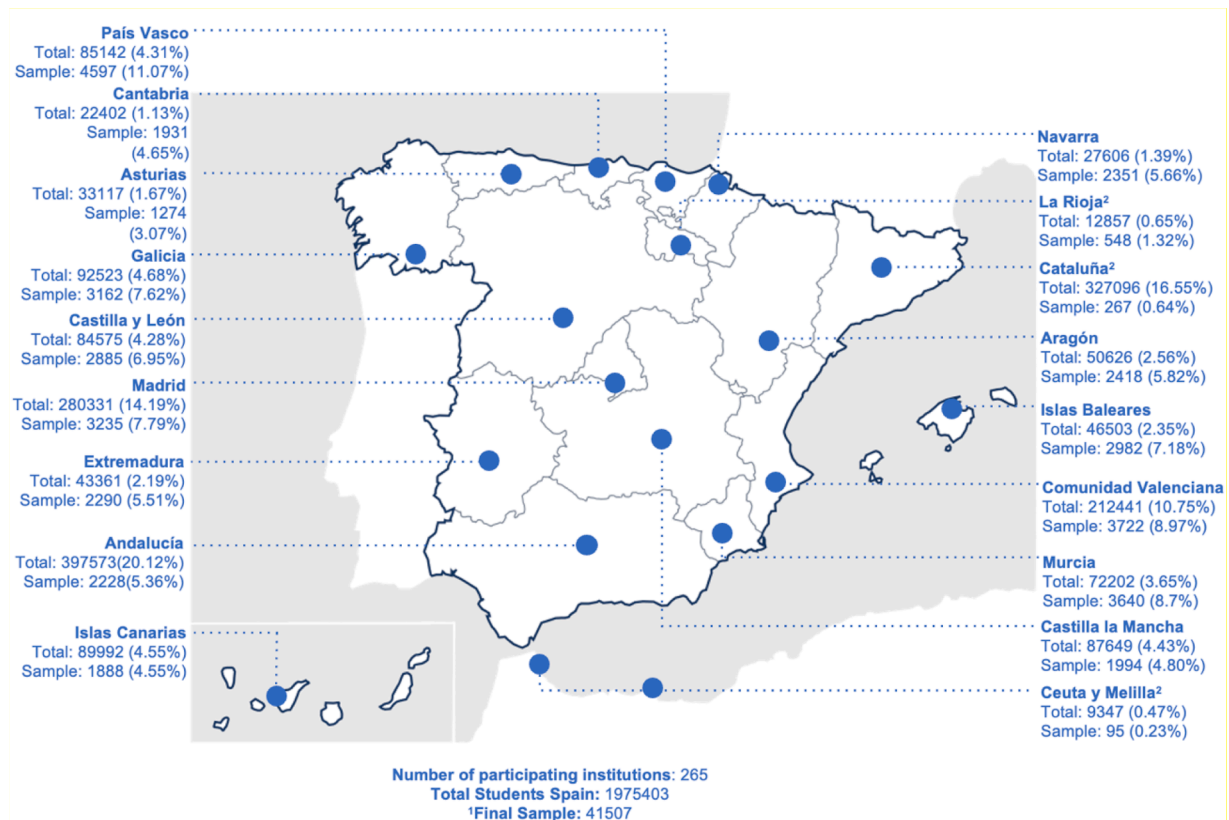 País Vasco
Total: 85142 (4.31%)
Sample: 4597 (11.07%)
Cantabria
Total: 22402 (1.13%)
Sample: 1931
(4.65%)
Asturias
Total: 33117 (1.67%)
Sample: 1274
(3.07%)
Galicia
Total: 92523 (4.68%)
Sample: 3162 (7.62%)
Castilla y León
Total: 84575 (4.28%)
Sample: 2885 (6.95%)
Madrid
Total: 280331 (14.19%)
Sample: 3235 (7.79%)
Extremadura
Total: 43361 (2.19%)
Sample: 2290 (5.51%)
Andalucía
Total: 397573(20.12%)
Sample: 2228(5.36%)
Islas Canarias
Total: 89992 (4.55%)
Sample: 1888 (4.55%)
Navarra
Total: 27606 (1.39%)
Sample: 2351 (5.66%)
La Rioja²
Total: 12857 (0.65%)
Sample: 548 (1.32%)
Cataluña²
Total: 327096 (16.55%)
Sample: 267 (0.64%)
Aragón
Total: 50626 (2.56%)
Sample: 2418 (5.82%)
Islas Baleares
Total: 46503 (2.35%)
Sample: 2982 (7.18%)
Comunidad Valenciana
Total: 212441 (10.75%)
Sample: 3722 (8.97%)
Murcia
Total: 72202 (3.65%)
Sample: 3640 (8.7%)
Castilla la Mancha
Total: 87649 (4.43%)
Sample: 1994 (4.80%)
Ceuta y Melilla²
Total: 9347 (0.47%)
Sample: 95 (0.23%)
Number of participating institutions: 265
Total Students Spain: 1975403
¹Final Sample: 41507